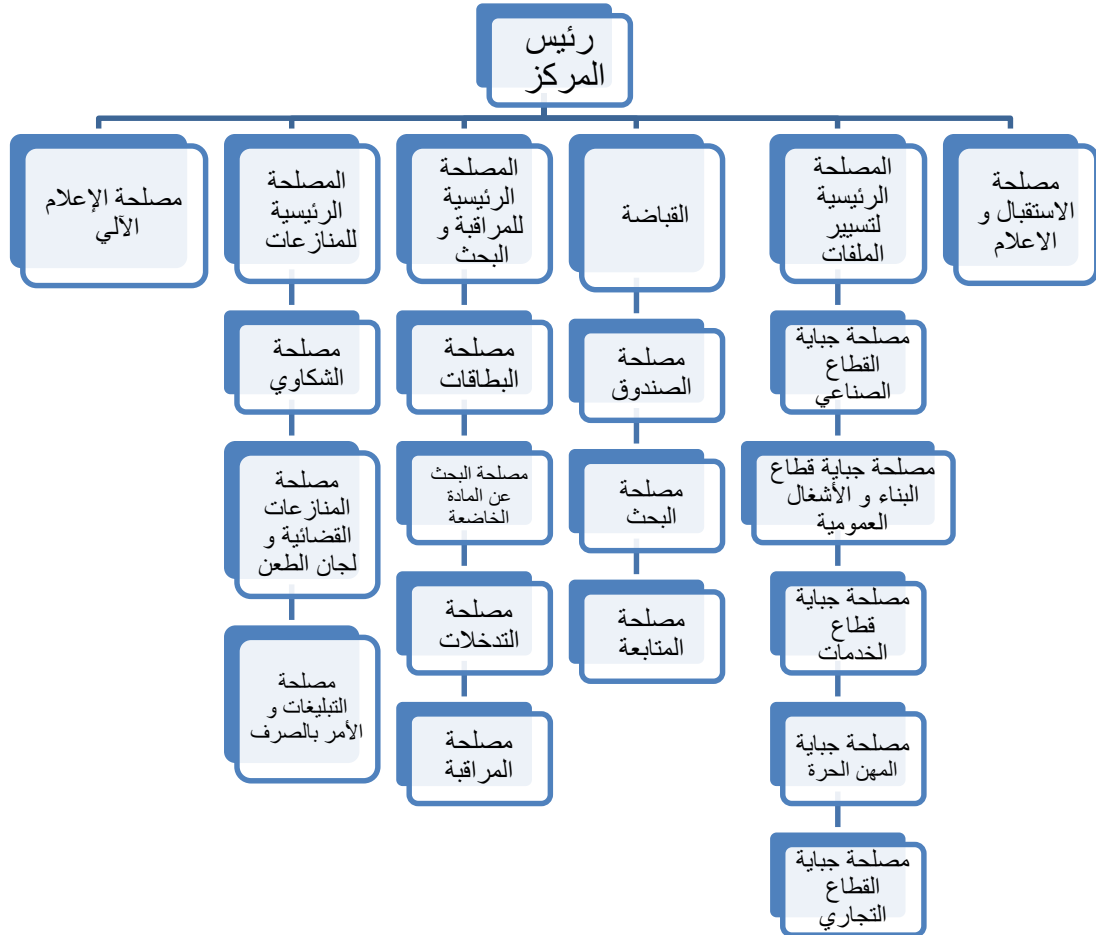 رئيس
المركز
مصلحة
الاستقبال و
الاعلام
المصلحة
الرئيسية
لتسيير
الملفات
القباضة
المصلحة
الرئيسية
للمراقبة و
البحث
المصلحة
الرئيسية
للمنازعات
مصلحة الإعلام
الآلي
مصلحة جباية
القطاع
الصناعي
مصلحة جباية قطاع
البناء و الأشغال
العمومية
مصلحة جباية
قطاع
الخدمات
مصلحة جباية
المهن الحرة
مصلحة جباية
القطاع
التجاري
مصلحة
الصندوق
مصلحة
البحث
مصلحة
المتابعة
مصلحة
البطاقات
مصلحة البحث
عن المادة
الخاضعة
مصلحة
التدخلات
مصلحة
المراقبة
مصلحة
الشكاوي
مصلحة
المنازعات
القضائية و
لجان الطعن
مصلحة
التبليغات و
الأمر بالصرف